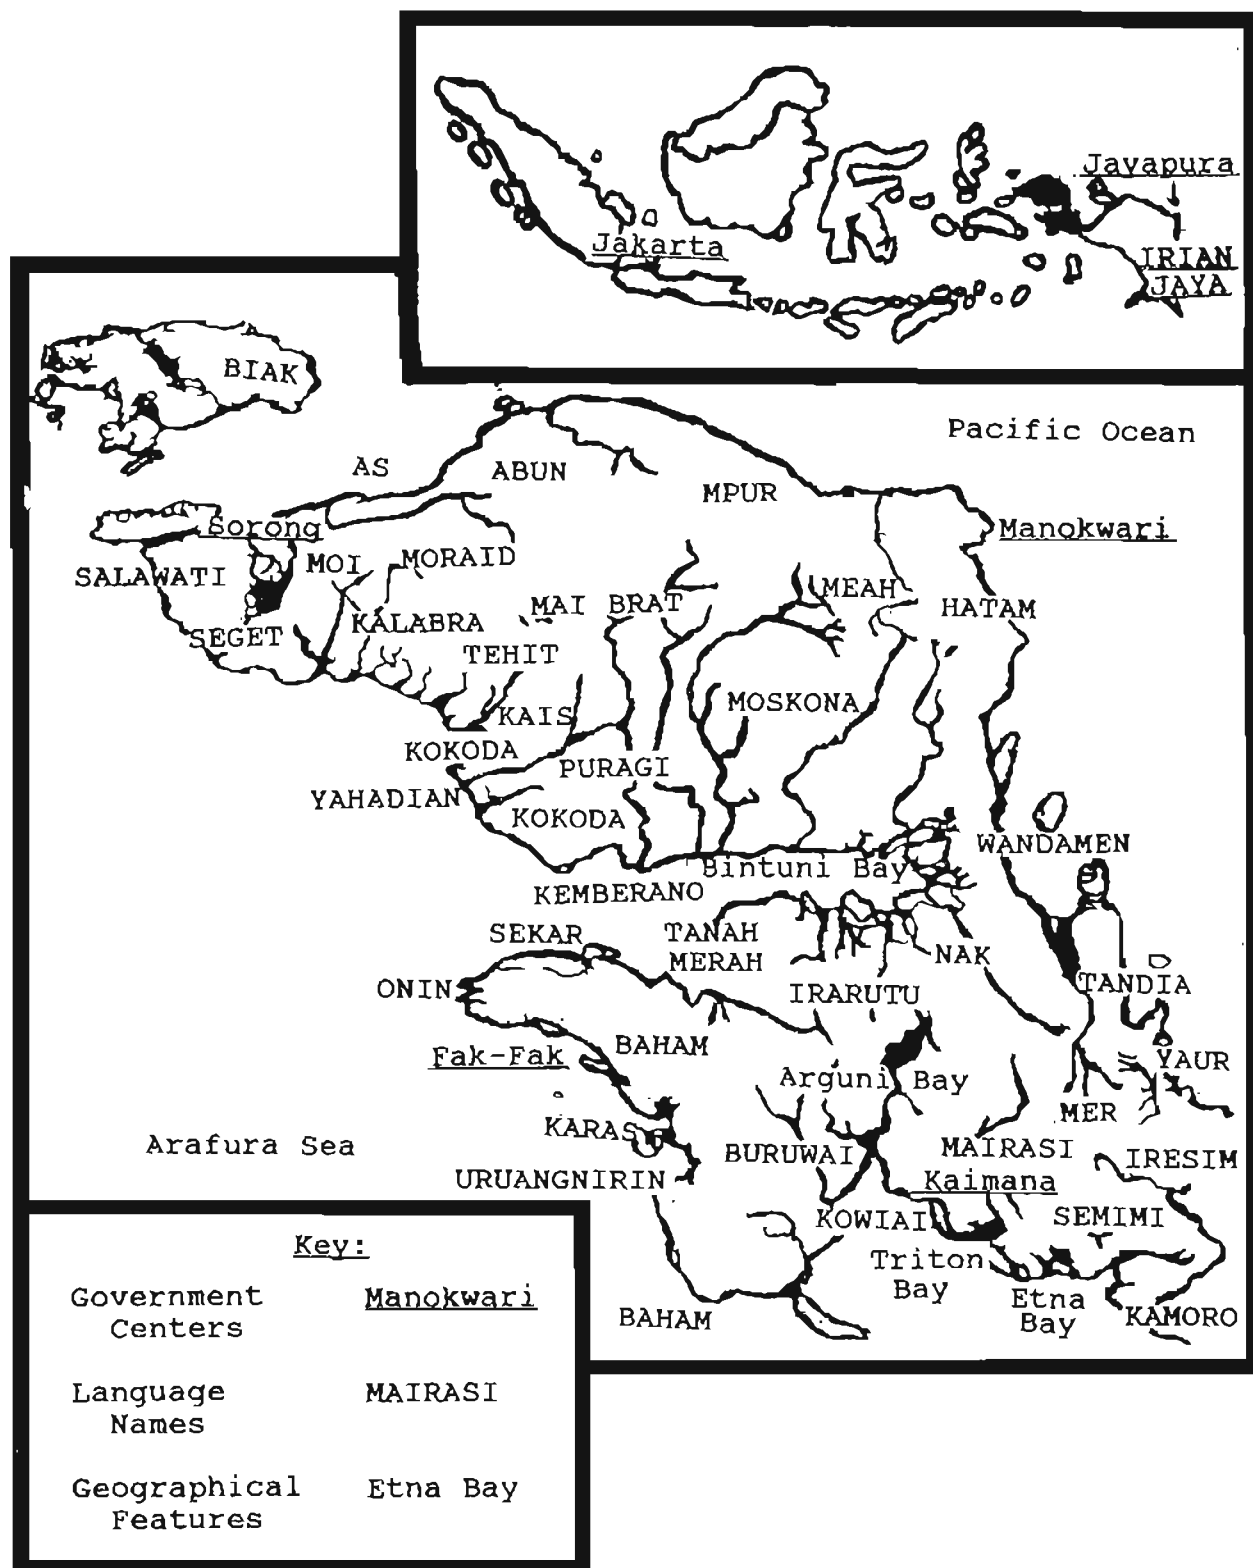 Jayapura
Jakarta
IRIAN
JAYA
BIAK
Pacific Ocean
AS
ABUN
MPUR
Sorong
Manokwari
SALAWATI
MOI
MORAID
MEAH
HATAM
MAI BRAT
SEGET
KALABRA
TEHIT
MOSKONA
KAIS
KOKODA
PURAGI
YAHADIAN
KOKODA
WANDAMEN
Bintuni Bay
KEMBERANO
SEKAR
TANAH
MERAH
NAK
ONIN
IRARUTU
TANDIA
BAHAM
Fak-Fak
YAUR
Arguni Bay
MER
KARAS
Arafura Sea
BURUWAI
MAIRASI
IRESIM
URUANGNIRIN
Kaimana
KOWIAI
SEMIMI
Triton
Bay
Etna
Bay
BAHAM
KAMORO
Key:
Government
Centers
Manokwari
Language
Names
MAIRASI
Geographical
Features
Etna Bay